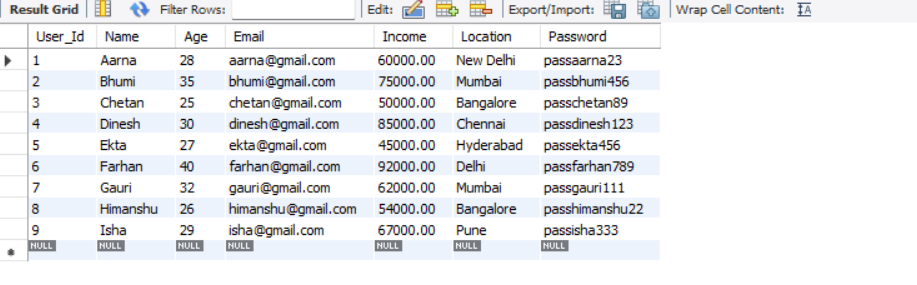 Result Grid Filter Rows: Edit: Export/Import: Wrap Cell Content: IA
User_Id Name Age Email Income Location Password
1 Aarna 28 aarna@gmail.com 60000.00 New Delhi passaarna23
2 Bhumi 35 bhumi@gmail.com 75000.00 Mumbai passbhumi456
3 Chetan 25 chetan@gmail.com 50000.00 Bangalore passchetan89
4 Dinesh 30 dinesh@gmail.com 85000.00 Chennai passdinesh123
5 Ekta 27 ekta@gmail.com 45000.00 Hyderabad passekta456
6 Farhan 40 farhan@gmail.com 92000.00 Delhi passfarhan789
7 Gauri 32 gauri@gmail.com 62000.00 Mumbai passgauri111
8 Himanshu 26 himanshu@gmail.com 54000.00 Bangalore passhimanshu22
9 Isha 29 isha@gmail.com 67000.00 Pune passisha333
NULL NULL NULL NULL NULL NULL NULL